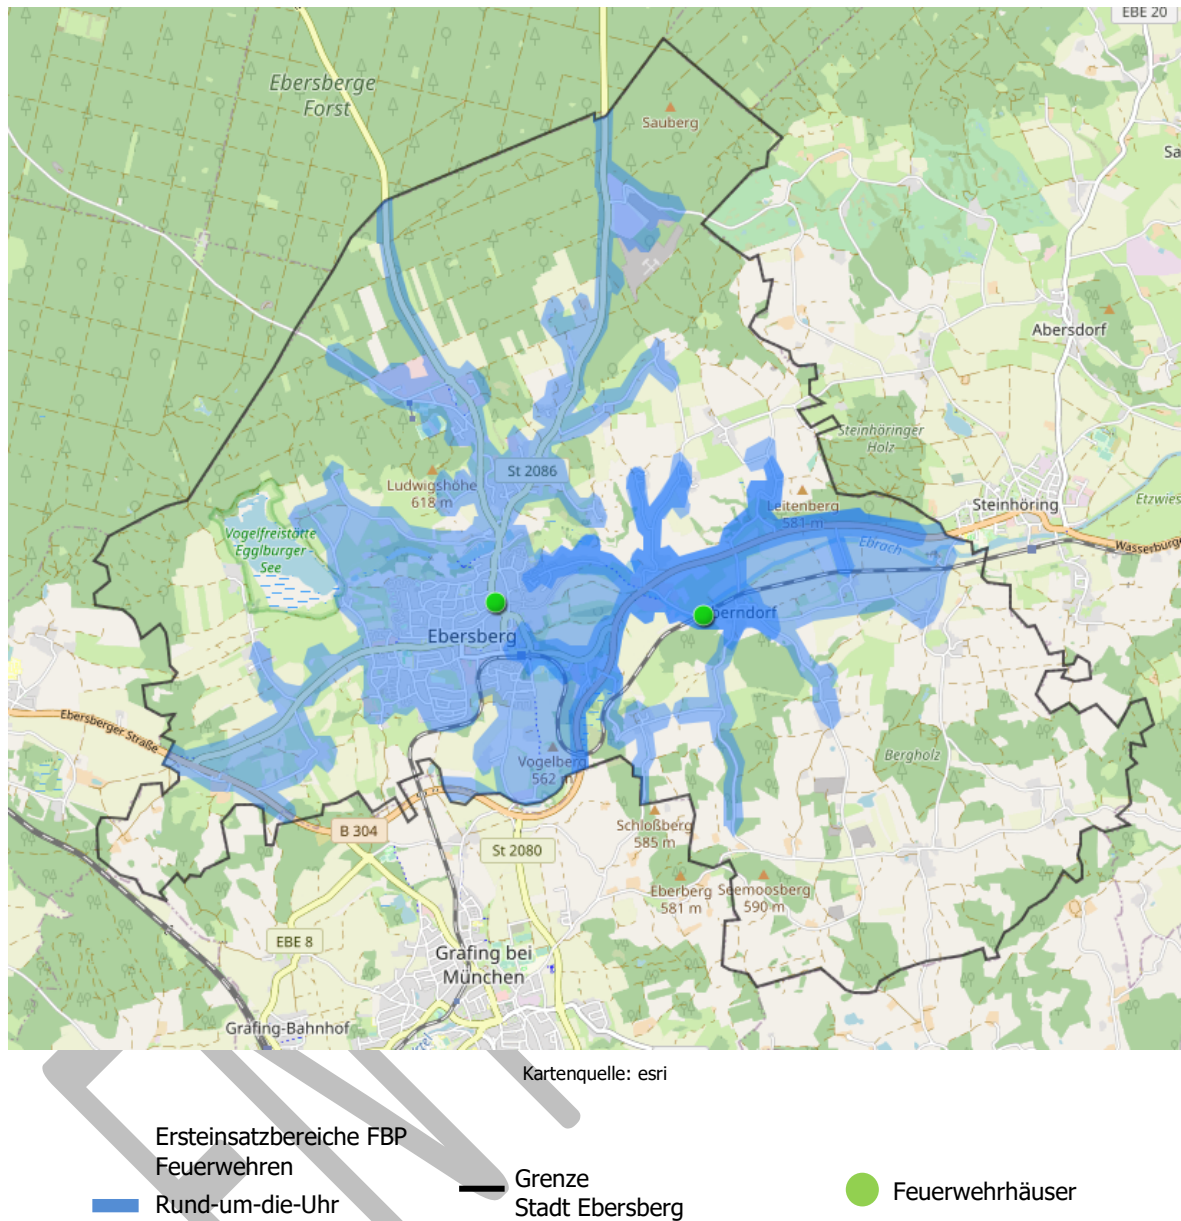 EBE 20
Ebersberge
Forst
Sauberg
Sa
Abersdorf
Steinhöringer
Holz
St 2086
Ludwigshöhe
618 m
Leitenberg
581 m
Steinhöring
Etzwies
Vogelfreistätte
Egglburger
See
Ebrach
Wasserburge
Ebersberg
berndorf
Ebersberger Straße
Vogelberg
562 m
Bergholz
B 304
St 2080
Schloßberg
585 m
Eberberg
581 m
Seemoosberg
590 m
EBE 8
Grafing bei
München
Grafing-Bahnhof
Kartenquelle: esri
Ersteinsatzbereiche FBP
Feuerwehren
Rund-um-die-Uhr
Grenze
Stadt Ebersberg
Feuerwehrhäuser